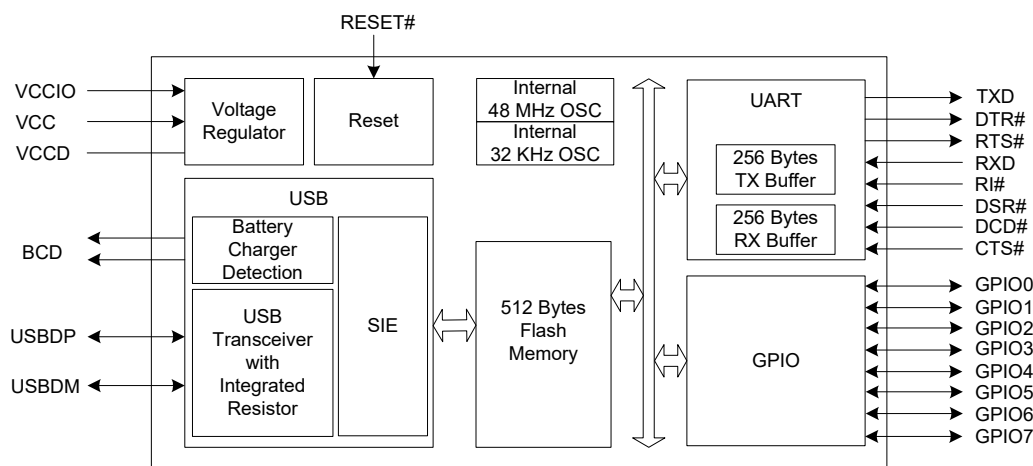 RESET#
VCCIO
VCC
VCCD
Voltage
Regulator
Reset
Internal
48 MHz OSC
Internal
32 KHz OSC
UART
256 Bytes
TX Buffer
256 Bytes
RX Buffer
TXD
DTR#
RTS#
RXD
RI#
DSR#
DCD#
CTS#
USB
Battery
Charger
Detection
BCD
USB
Transceiver
with
Integrated
Resistor
SIE
USBDP
USBDM
512 Bytes
Flash
Memory
GPIO
GPIO0
GPIO1
GPIO2
GPIO3
GPIO4
GPIO5
GPIO6
GPIO7